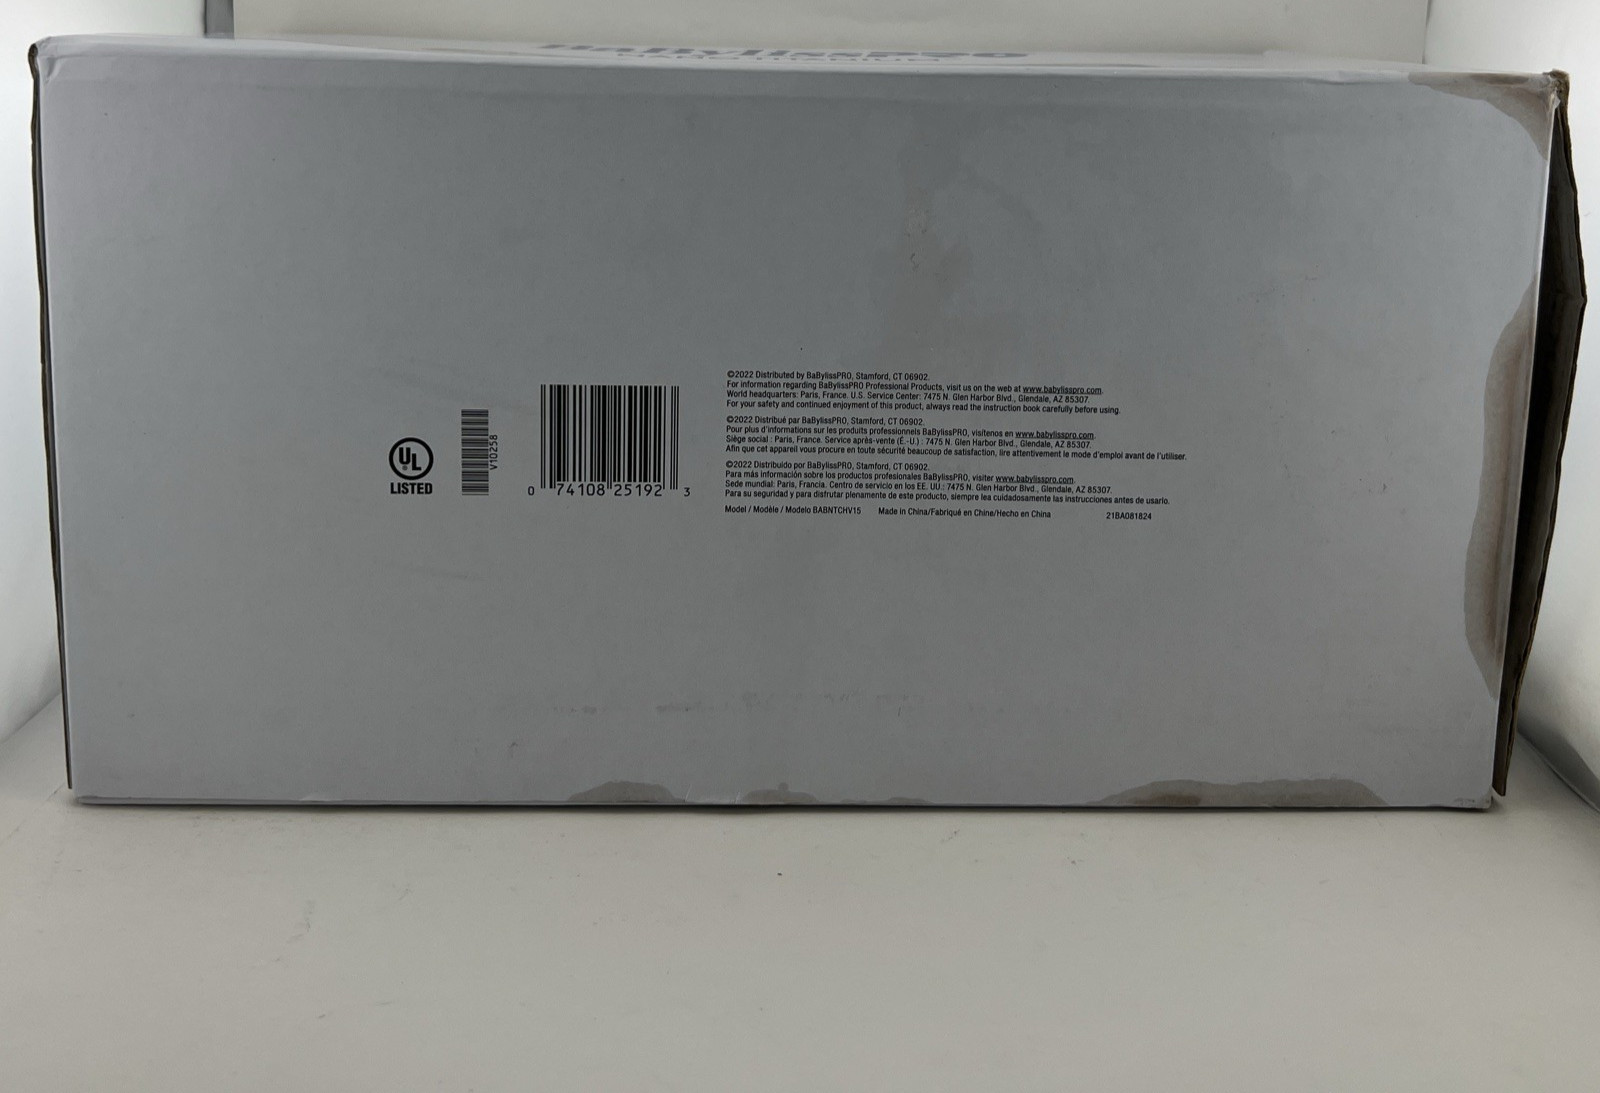 BaBylissPRO
NANO TITANIUM
UL
LISTED
V10258
0 74108 25192 3
©2022 Distributed by BaBylissPRO, Stamford, CT 06902.
For information regarding BaBylissPRO Professional Products, visit us on the web at www.babylisspro.com.
World headquarters: Paris, France. U.S. Service Center: 7475 N. Glen Harbor Blvd., Glendale, AZ 85307.
For your safety and continued enjoyment of this product, always read the instruction book carefully before using.
©2022 Distribué par BaBylissPRO, Stamford, CT 06902.
Pour plus d'informations sur les produits professionnels BaBylissPRO, visítenos en www.babylisspro.com.
Siège social : Paris, France. Service après-vente (É.-U.) : 7475 N. Glen Harbor Blvd., Glendale, AZ 85307.
Afin que cet appareil vous procure en toute sécurité beaucoup de satisfaction, lire attentivement le mode d'emploi avant de l'utiliser.
©2022 Distribuido por BaBylissPRO, Stamford, CT 06902.
Para más información sobre los productos profesionales BaBylissPRO, visiter www.babylisspro.com.
Sede mundial: Paris, Francia. Centro de servicio en los EE. UU.: 7475 N. Glen Harbor Blvd., Glendale, AZ 85307.
Para su seguridad y para disfrutar plenamente de este producto, siempre lea cuidadosamente las instrucciones antes de usarlo.
Model / Modèle / Modelo BABNTCHV15 Made in China/Fabriqué en Chine/Hecho en China 21BA081824